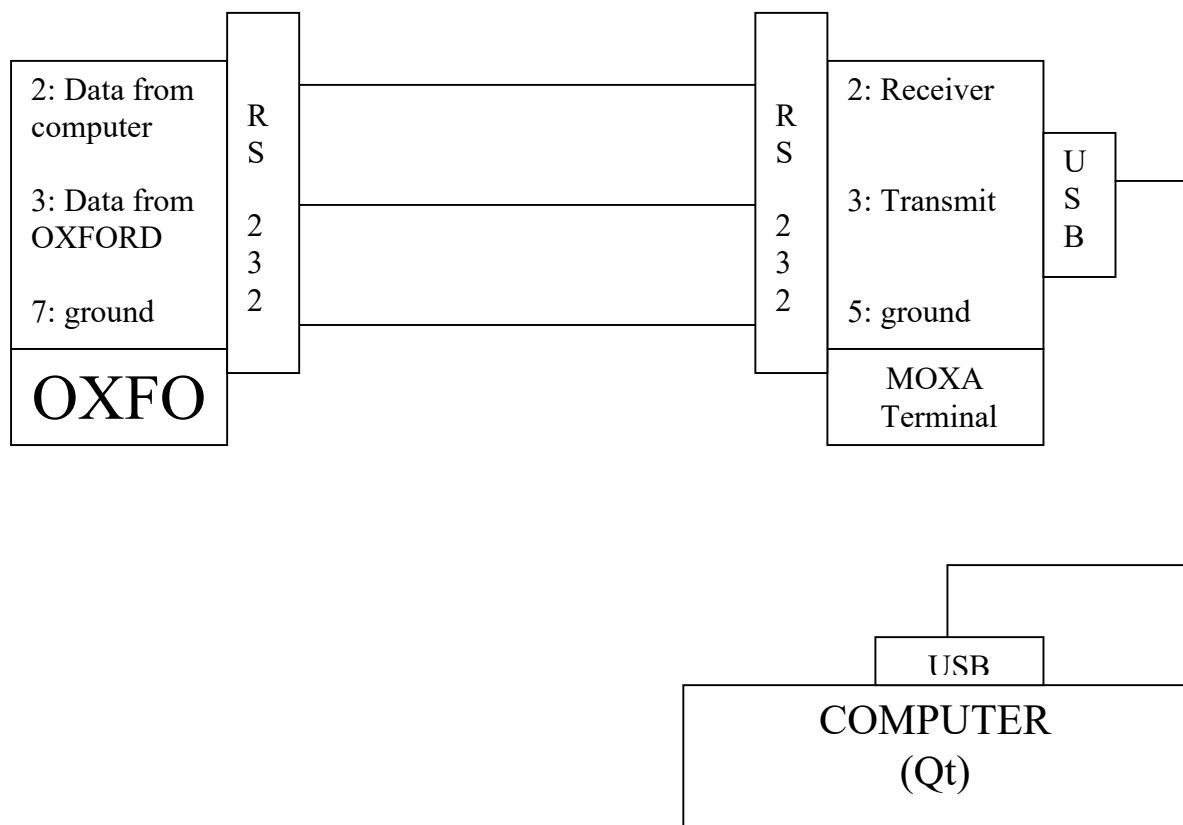 2: Data from
computer
3: Data from
OXFORD
7: ground
OXFO
R
S
2
3
2
R
S
2
3
2
2: Receiver
3: Transmit
5: ground
MOXA
Terminal
U
S
B
USB
COMPUTER
(Qt)